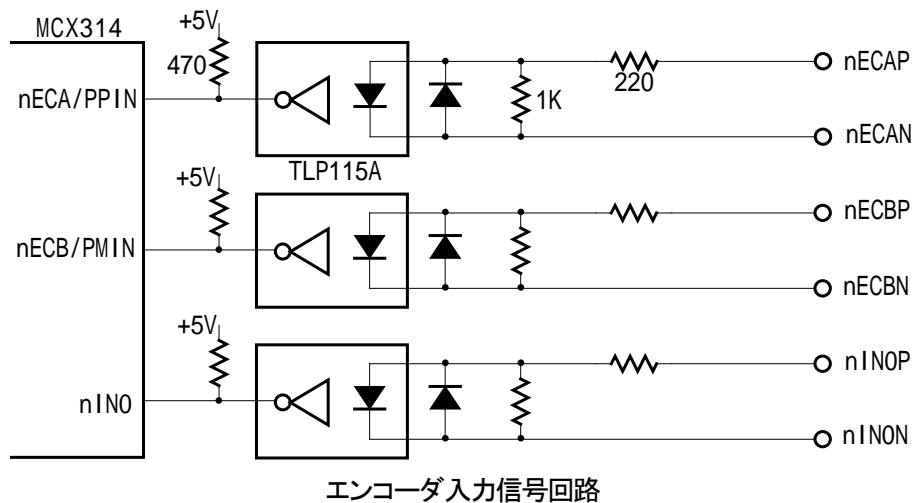 MCX314
+5V
470
nECA/PPIN
1K
220
nECAP
nECAN
TLP115A
+5V
nECB/PMIN
nECBP
nECBN
+5V
nIN0
nIN0P
nIN0N
エンコーダ入力信号回路